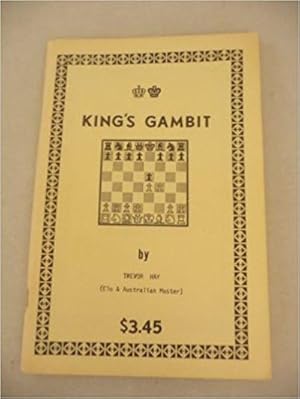 KING'S GAMBIT
by
TREVOR HAY
(Elo & Australian Master)
$3.45